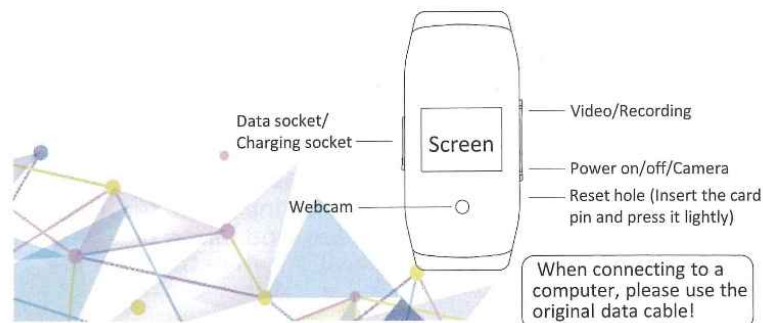 Data socket/
Charging socket
Screen
Webcam
Video/Recording
Power on/off/Camera
Reset hole (Insert the card
pin and press it lightly)
When connecting to a
computer, please use the
original data cable!